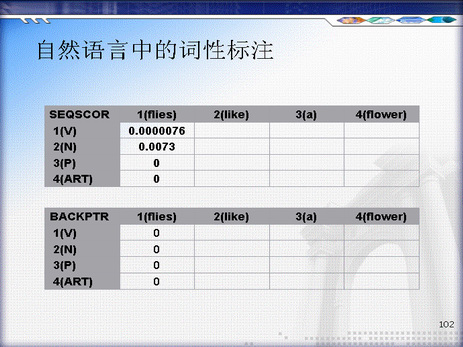 自然语言中的词性标注
SEQSCOR 1(flies) 2(like) 3(a) 4(flower)
1(V) 0.0000076
2(N) 0.0073
3(P) 0
4(ART) 0
BACKPTR 1(flies) 2(like) 3(a) 4(flower)
1(V) 0
2(N) 0
3(P) 0
4(ART) 0
102